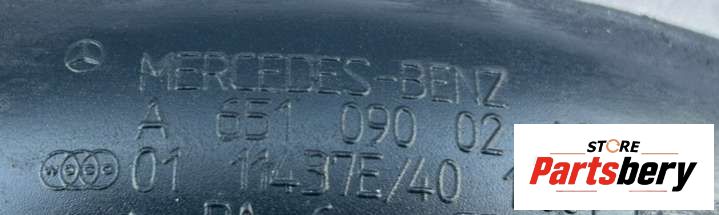 MERCEDES-BENZ
A 651 090 02
01 11437E/40
STORE
Partsbery